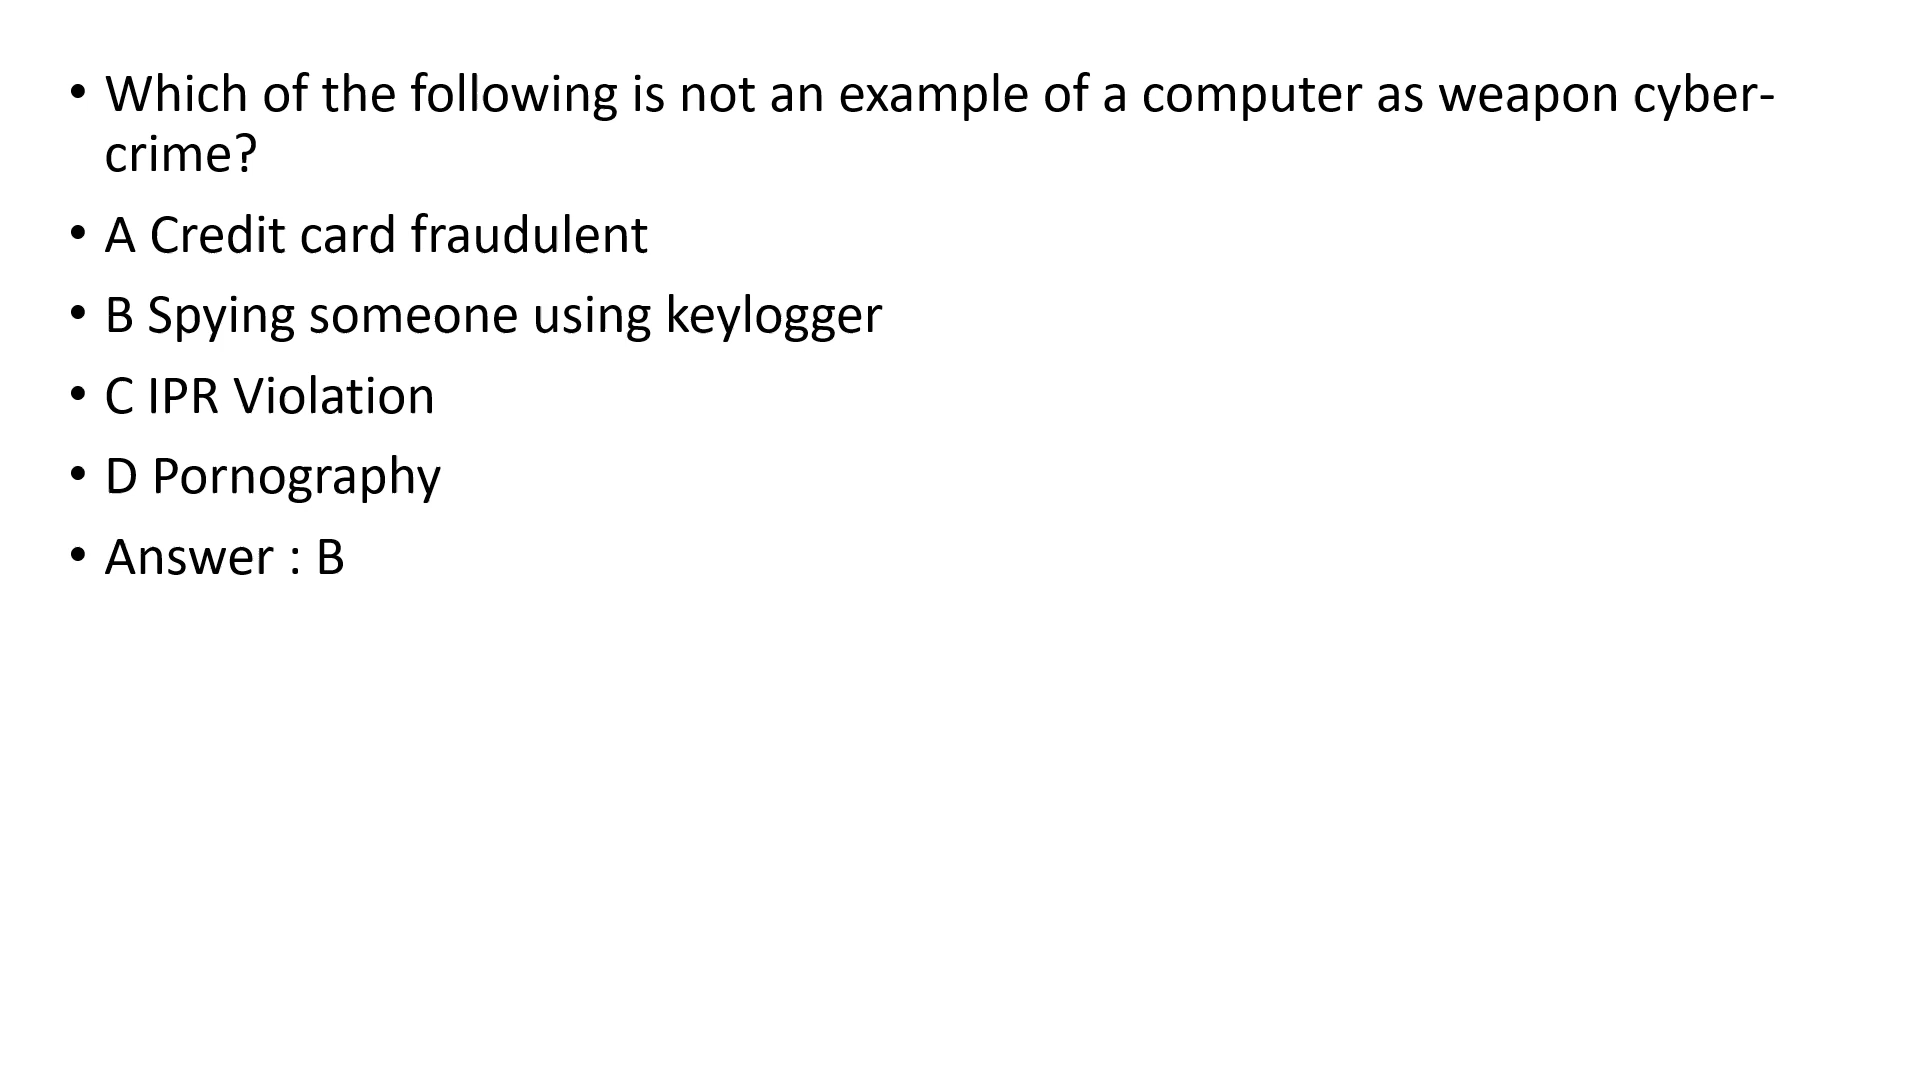 • Which of the following is not an example of a computer as weapon cyber-
crime?
• A Credit card fraudulent
• B Spying someone using keylogger
• C IPR Violation
• D Pornography
• Answer : B